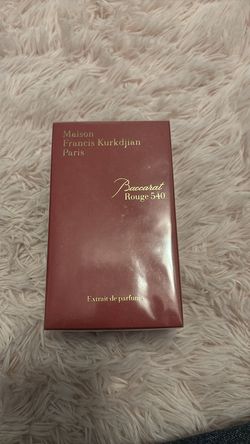 Maison
Francis Kurkdjian
Paris
Baccarat
Rouge 540
Extrait de parfum